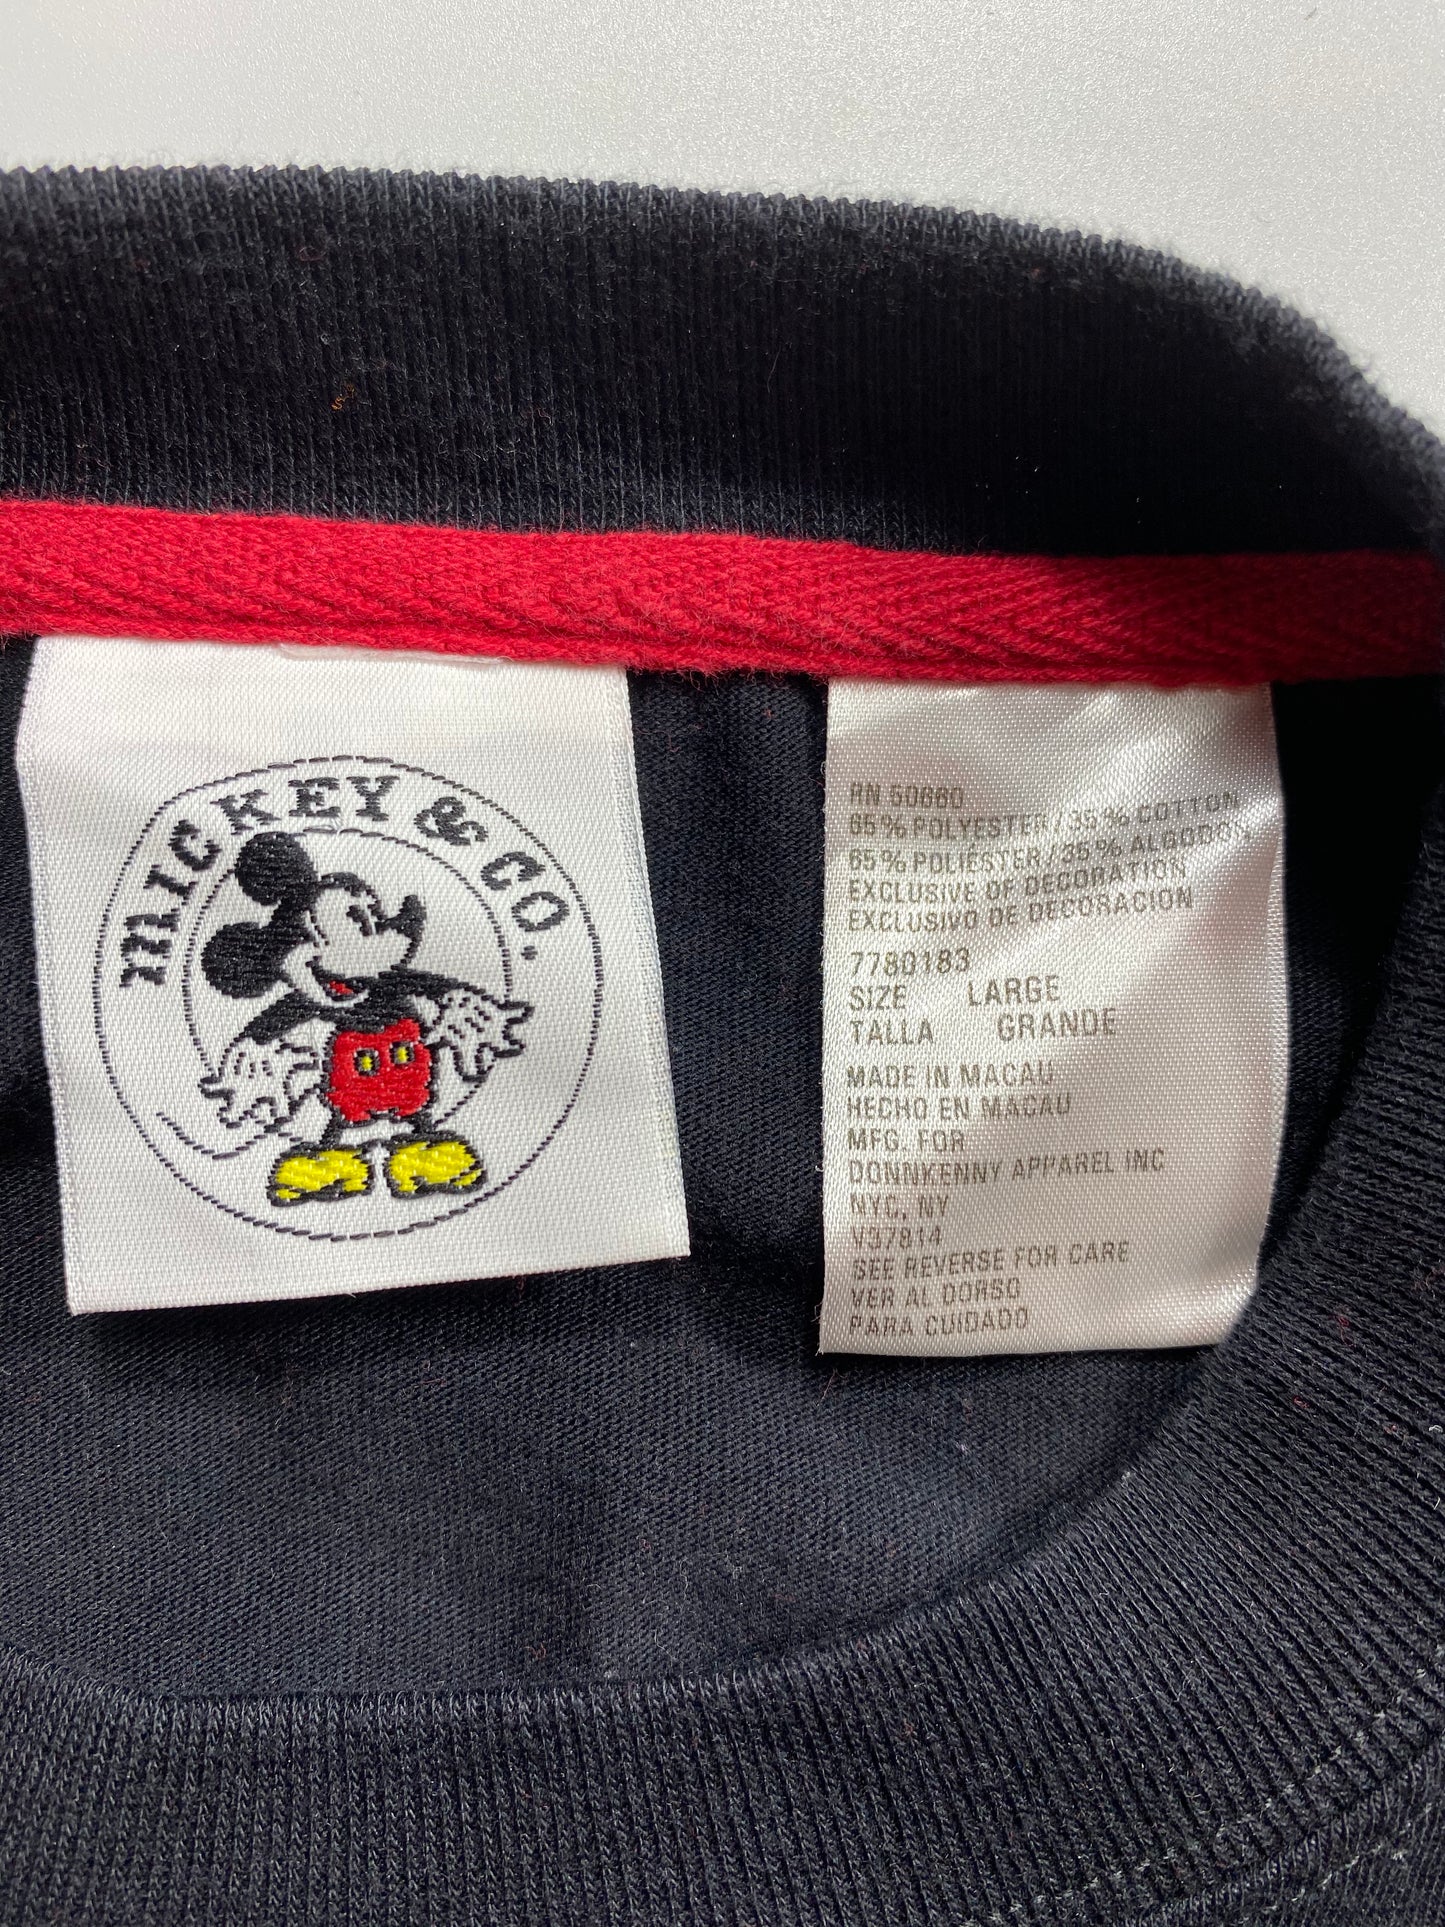 MICKEY & CO.
RN 50660
65% POLYESTER/35% COTTON
65% POLIÉSTER/35% ALGODON
EXCLUSIVE OF DECORATION
EXCLUSIVO DE DECORACION
7780183
SIZE LARGE
TALLA GRANDE
MADE IN MACAU
HECHO EN MACAU
MFG. FOR
DONNKENNY APPAREL INC
NYC, NY
V37814
SEE REVERSE FOR CARE
VER AL DORSO
PARA CUIDADO